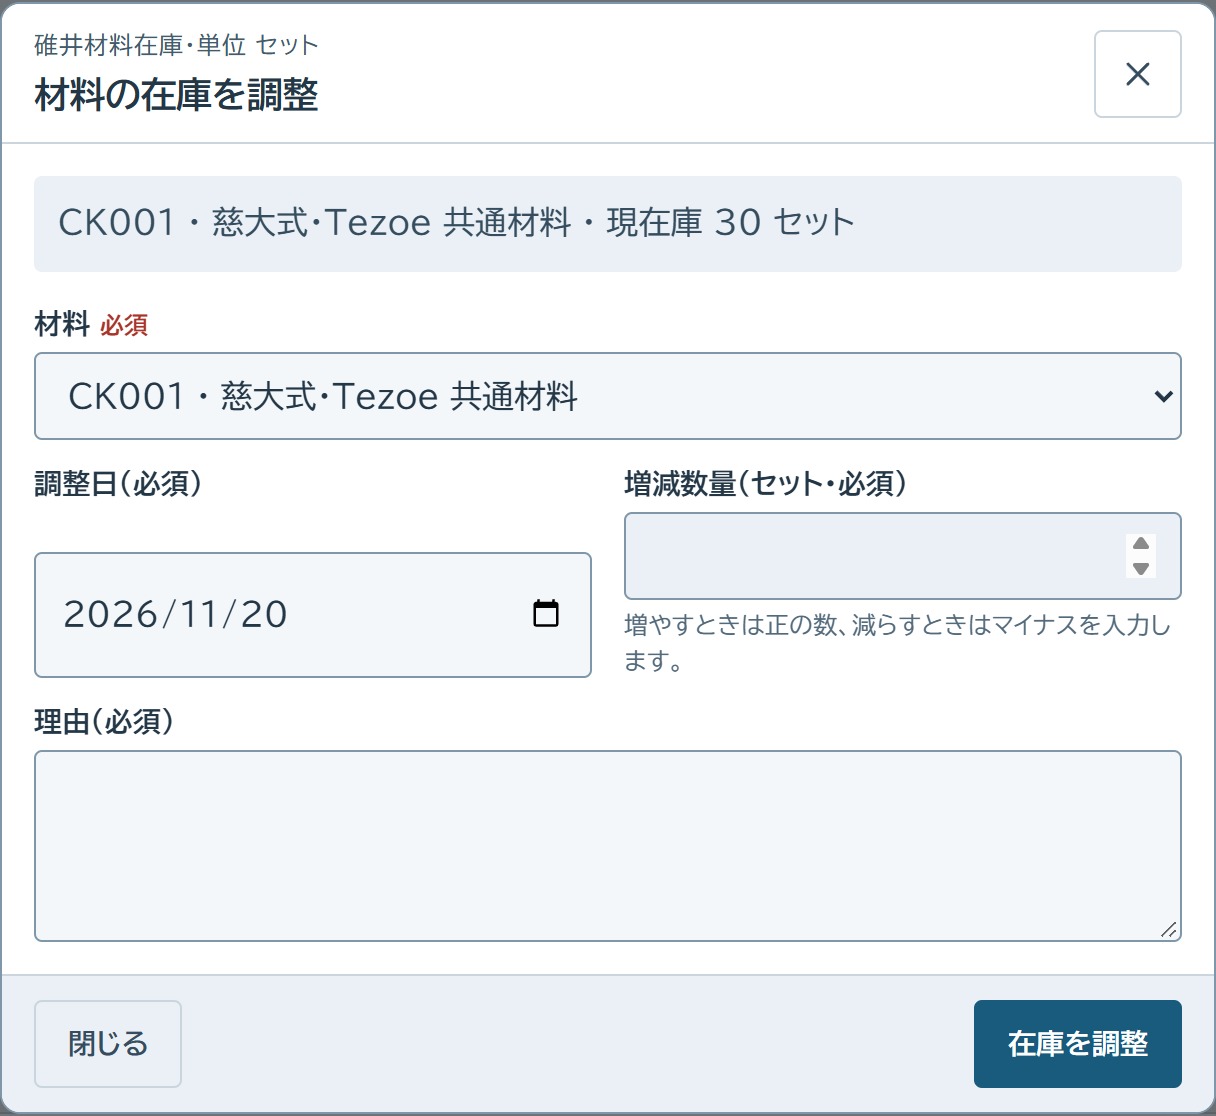 碓井材料在庫･単位 セット
材料の在庫を調整
CK001 · 慈大式･Tezoe 共通材料 · 現在庫 30 セット
材料 必須
CK001 · 慈大式･Tezoe 共通材料
調整日（必須）
増減数量（セット・必須）
2026/11/20
増やすときは正の数、減らすときはマイナスを入力し
ます。
理由（必須）
閉じる
在庫を調整